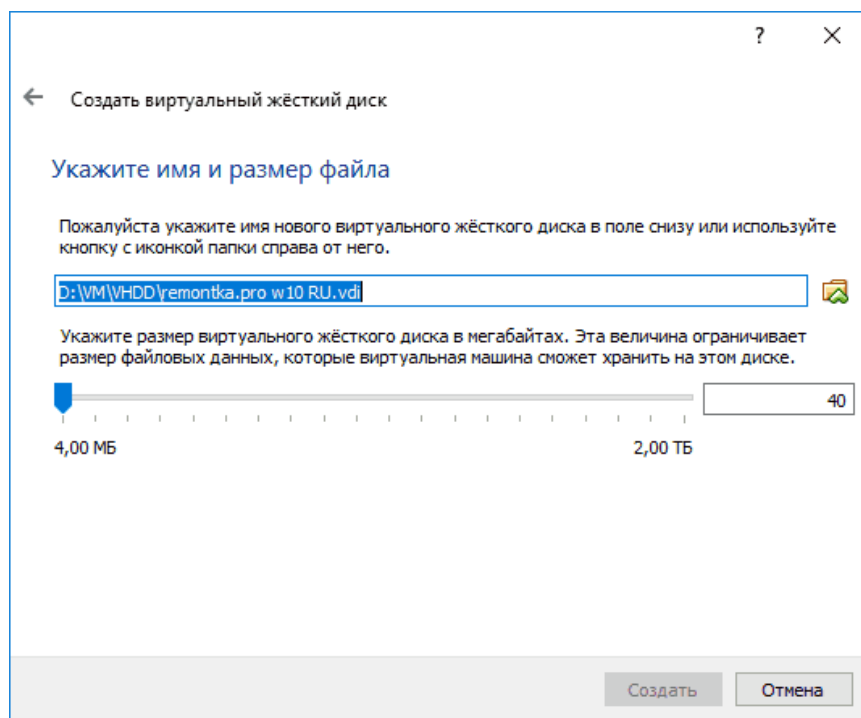 ?
Создать виртуальный жёсткий диск
Укажите имя и размер файла
Пожалуйста укажите имя нового виртуального жёсткого диска в поле снизу или используйте
кнопку с иконкой папки справа от него.
D:\VM\VHDD\remontka.pro w10 RU.vdi
Укажите размер виртуального жёсткого диска в мегабайтах. Эта величина ограничивает
размер файловых данных, которые виртуальная машина сможет хранить на этом диске.
40
4,00 МБ 2,00 ТБ
Создать Отмена